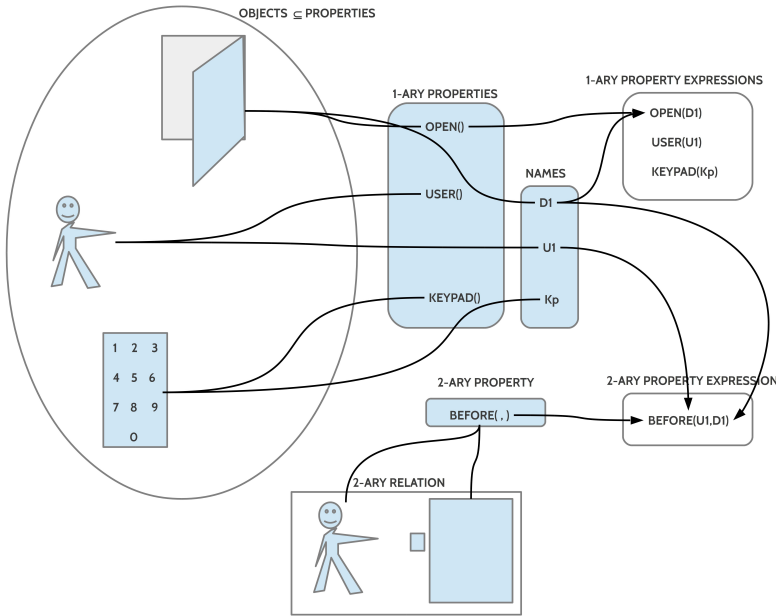 OBJECTS ⊆ PROPERTIES
1-ARY PROPERTY EXPRESSIONS
1-ARY PROPERTIES
OPEN(D1)
OPEN()
USER(U1)
KEYPAD(Kp)
NAMES
USER()
D1
U1
KEYPAD()
Kp
1 2 3
4 5 6
7 8 9
0
2-ARY PROPERTY
2-ARY PROPERTY EXPRESSION
BEFORE( , )
BEFORE(U1,D1)
2-ARY RELATION